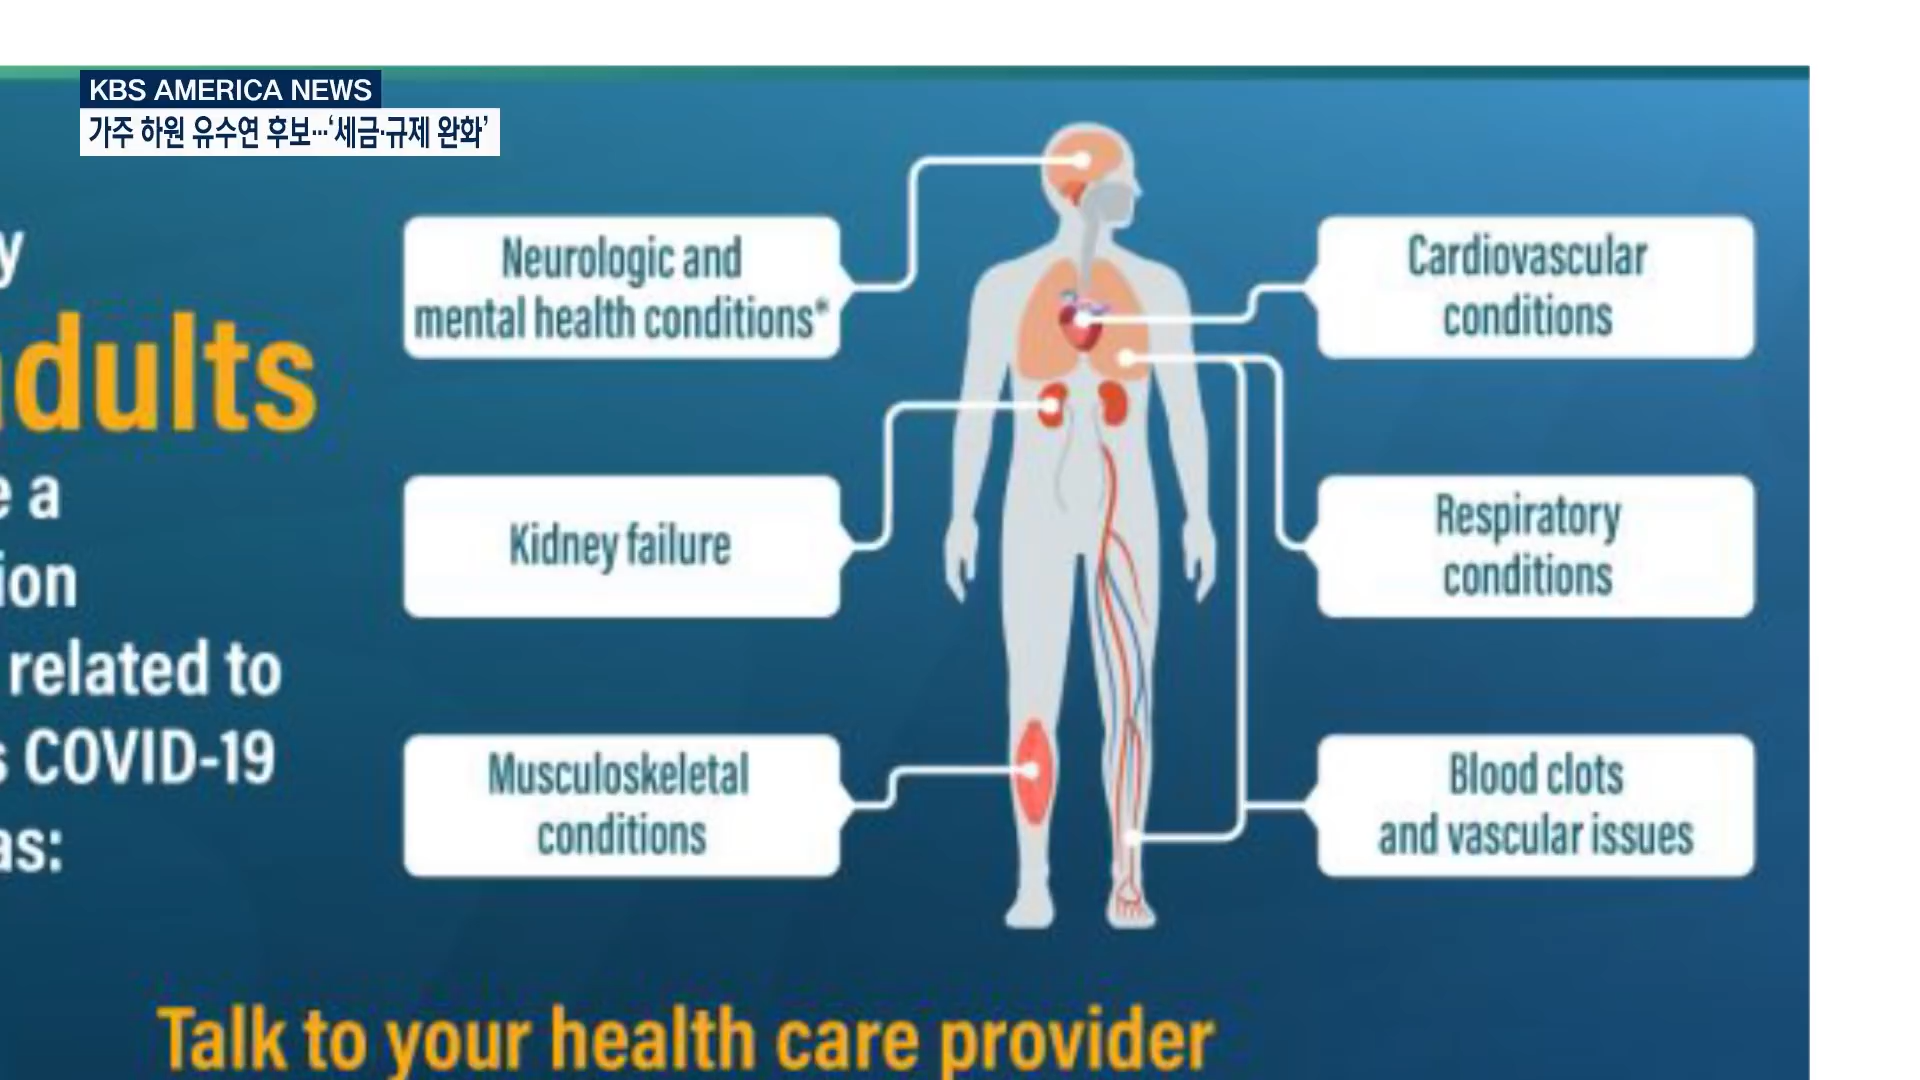 KBS AMERICA NEWS
가주 하원 유수연 후보…‘세금·규제 완화’
y
adults
e a
ion
related to
s COVID-19
as:
Neurologic and
mental health conditions*
Kidney failure
Musculoskeletal
conditions
Cardiovascular
conditions
Respiratory
conditions
Blood clots
and vascular issues
Talk to your health care provider